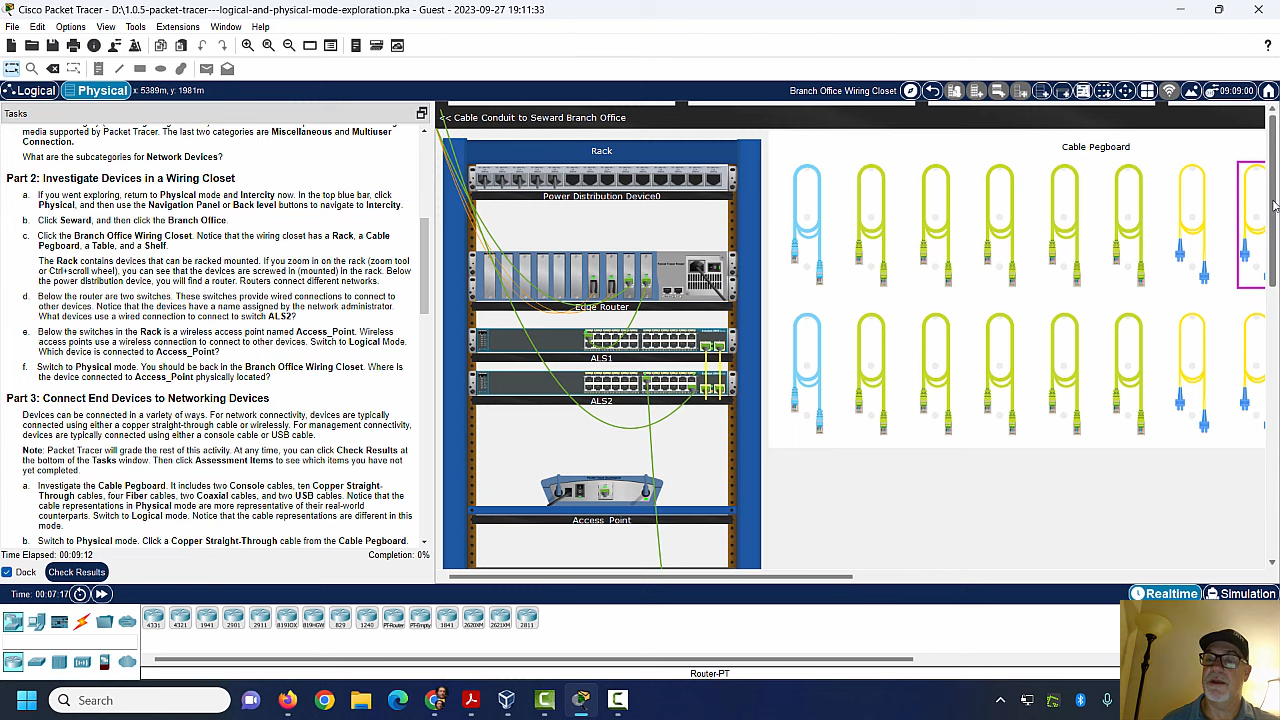 Cisco Packet Tracer - D:\1.0.5-packet-tracer---logical-and-physical-mode-exploration.pka - Guest - 2023-09-27 19:11:33
File Edit Options View Tools Extensions Window Help
?
Logical Physical x: 5389m, y: 1981m
Branch Office Wiring Closet
09:09:00
Tasks
media supported by Packet Tracer. The last two categories are Miscellaneous and Multiuser
Connection.
What are the subcategories for Network Devices?
Part 2: Investigate Devices in a Wiring Closet
a. If you went exploring, return to Physical mode and Intercity now. In the top blue bar, click
Physical, and then use the Navigation Panel or Back level buttons to navigate to Intercity.
b. Click Seward, and then click the Branch Office.
c. Click the Branch Office Wiring Closet. Notice that the wiring closet has a Rack, a Cable
Pegboard, a Table, and a Shelf.
The Rack contains devices that can be racked mounted. If you zoom in on the rack (zoom tool
or Ctrl+scroll wheel), you can see that the devices are screwed in (mounted) in the rack. Below
the power distribution device, you will find a router. Routers connect different networks.
d. Below the router are two switches. These switches provide wired connections to connect to
other devices. Notice that the devices have a name assigned by the network administrator.
What devices use a wired connection to connect to switch ALS2?
e. Below the switches in the Rack is a wireless access point named Access_Point. Wireless
access points use a wireless connection to connect to other devices. Switch to Logical Mode.
Which device is connected to Access_Point?
f. Switch to Physical mode. You should be back in the Branch Office Wiring Closet. Where is
the device connected to Access_Point physically located?
Part 3: Connect End Devices to Networking Devices
Devices can be connected in a variety of ways. For network connectivity, devices are typically
connected using either a copper straight-through cable or wirelessly. For management connectivity,
devices are typically connected using either a console cable or USB cable.
Note: Packet Tracer will grade the rest of this activity. At any time, you can click Check Results at
the bottom of the Tasks window. Then click Assessment Items to see which items you have not
yet completed.
a. Investigate the Cable Pegboard. It includes two Console cables, ten Copper Straight-
Through cables, four Fiber cables, two Coaxial cables, and two USB cables. Notice that the
cable representations in Physical mode are more representative of their real-world
counterparts. Switch to Logical mode. Notice that the cable representations are different in this
mode.
b. Switch to Physical mode. Click a Copper Straight-Through cable from the Cable Pegboard.
Time Elapsed: 00:09:12 Completion: 0%
Dock Check Results
<< Cable Conduit to Seward Branch Office
Rack
Power Distribution Device0
Edge Router
ALS1
ALS2
Access Point
Cable Pegboard
Time: 00:07:17
Realtime Simulation
4331 4321 1941 2901 2911 819IOX 819HGW 829 1240 PT-Router PT-Empty 1841 2620XM 2621XM 2811
Router-PT
Search